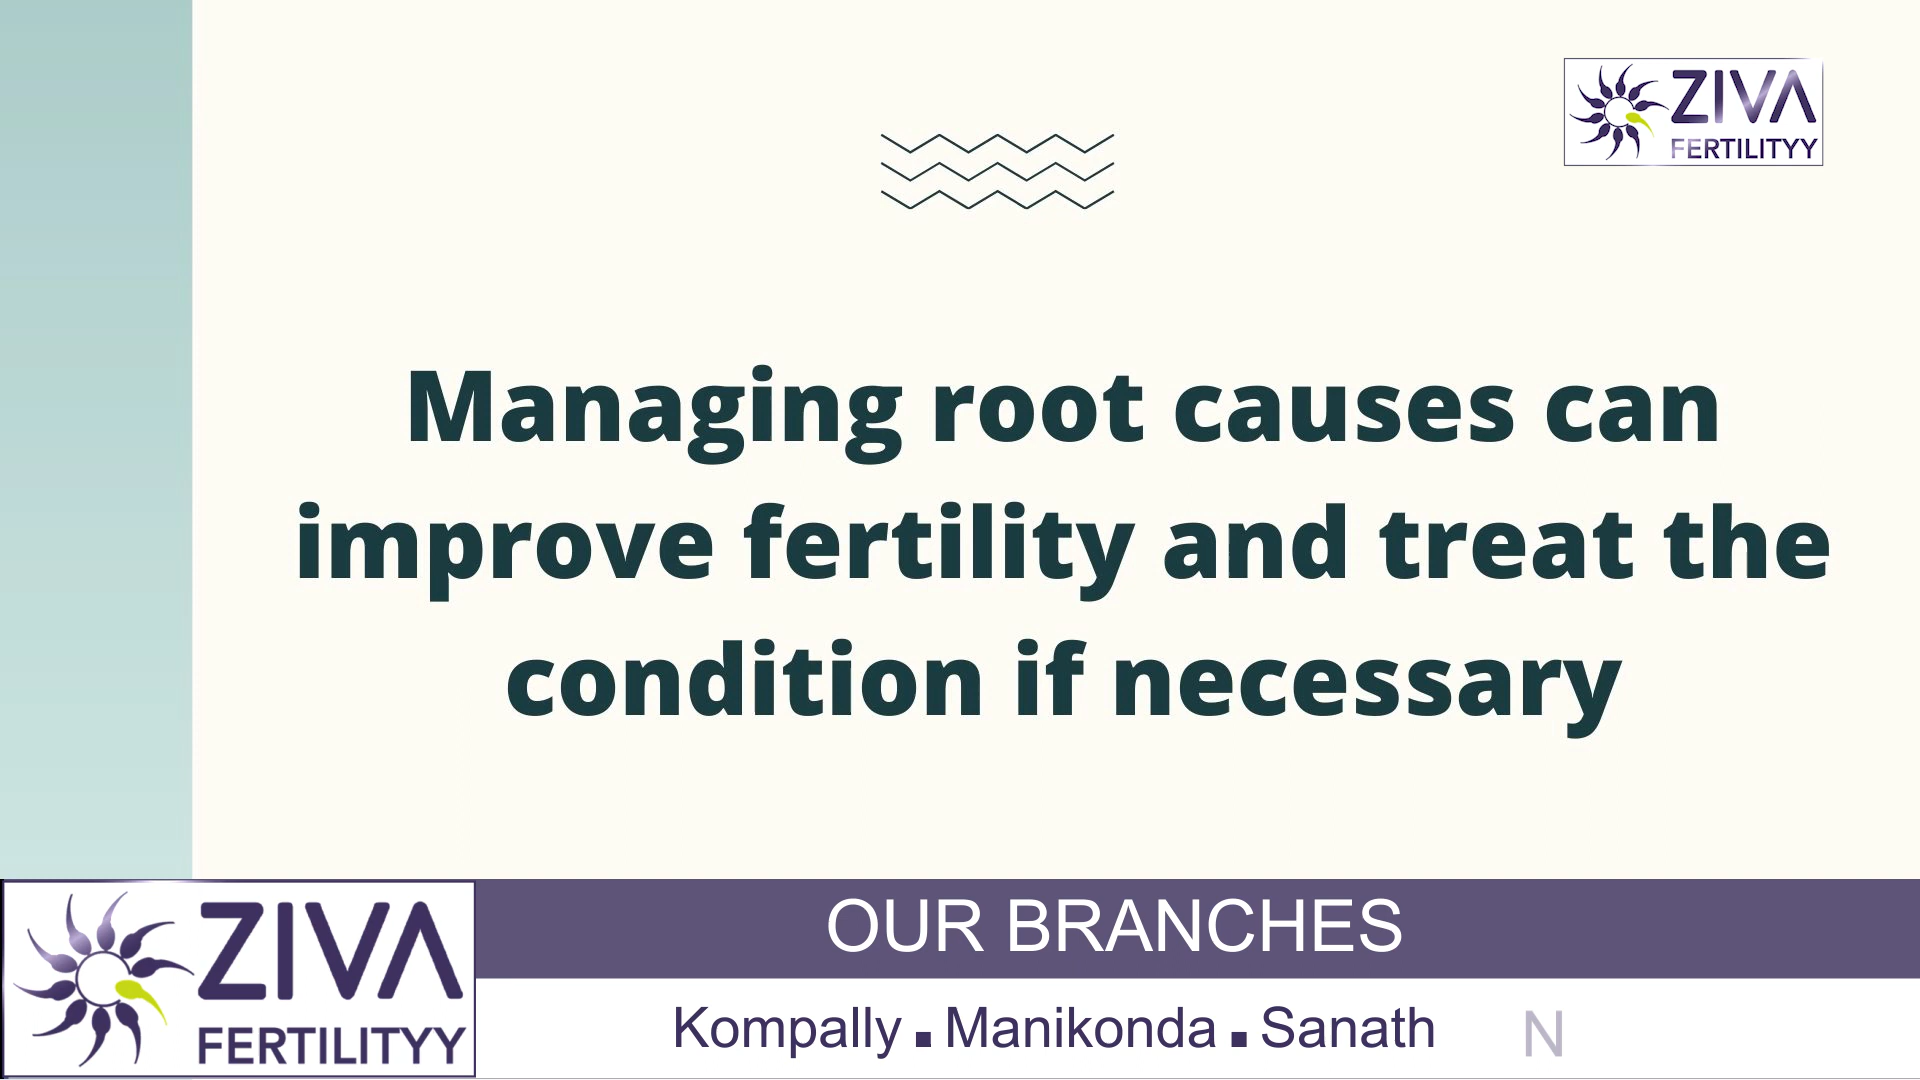 ZIVA
FERTILITYY
Managing root causes can
improve fertility and treat the
condition if necessary
ZIVA
FERTILITYY
OUR BRANCHES
Kompally ■ Manikonda ■ Sanath N